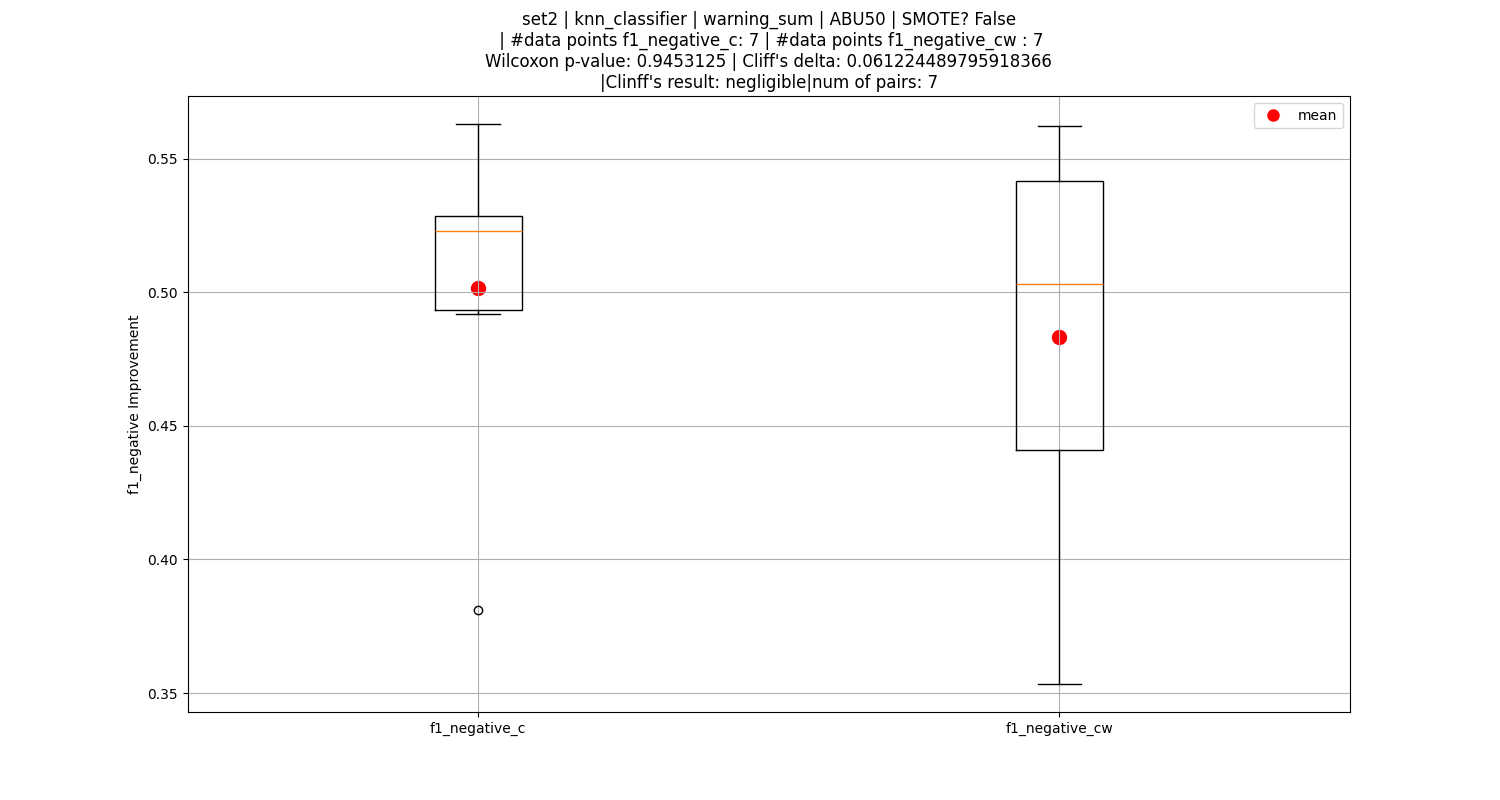 set2 | knn_classifier | warning_sum | ABU50 | SMOTE? False
| #data points f1_negative_c: 7 | #data points f1_negative_cw : 7
Wilcoxon p-value: 0.9453125 | Cliff's delta: 0.061224489795918366
|Clinff's result: negligible|num of pairs: 7
mean
0.55
0.50
0.45
0.40
0.35
f1_negative Improvement
f1_negative_c
f1_negative_cw